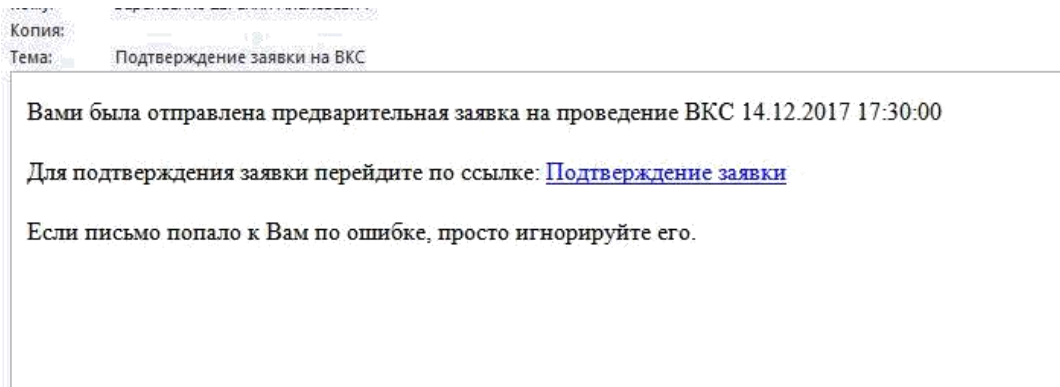 Копия:
Тема: Подтверждение заявки на ВКС
Вами была отправлена предварительная заявка на проведение ВКС 14.12.2017 17:30:00
Для подтверждения заявки перейдите по ссылке: Подтверждение заявки
Если письмо попало к Вам по ошибке, просто игнорируйте его.